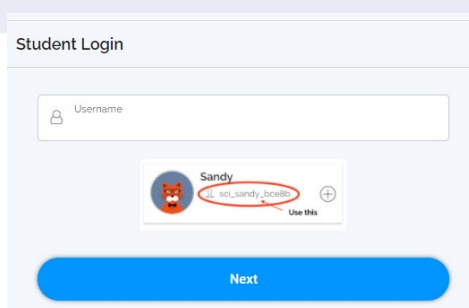 Student Login
Username
Sandy
sci_sandy_bce8b
Use this
Next